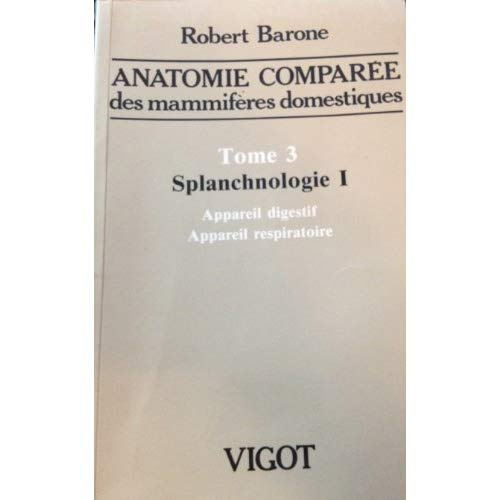 Robert Barone
ANATOMIE COMPARÉE
des mammifères domestiques
Tome 3
Splanchnologie I
Appareil digestif
Appareil respiratoire
VIGOT